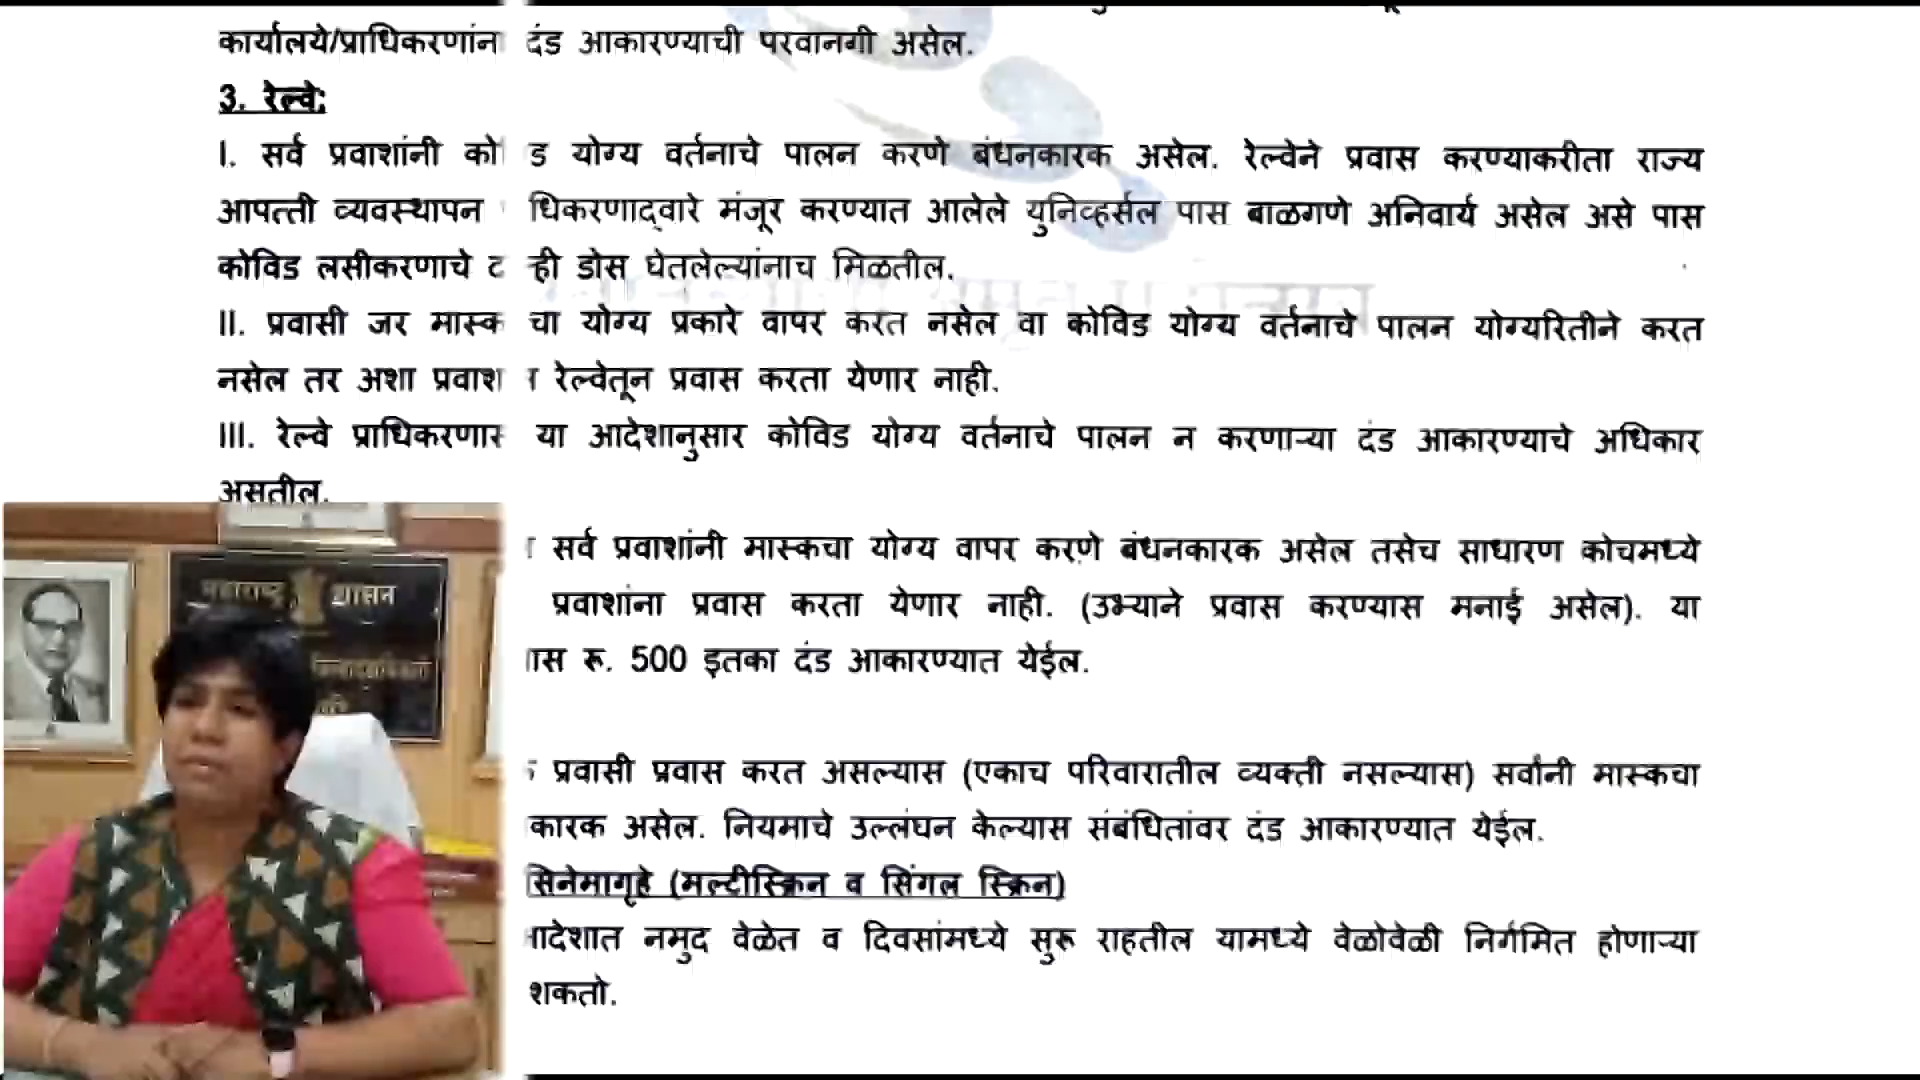 कार्यालये/प्राधिकरणांना दंड आकारण्याची परवानगी असेल.
3. रेल्वे:
I. सर्व प्रवाशांनी को ड योग्य वर्तनाचे पालन करणे बंधनकारक असेल. रेल्वेने प्रवास करण्याकरीता राज्य
आपत्ती व्यवस्थापन धिकरणाद्वारे मंजूर करण्यात आलेले युनिव्हर्सल पास बाळगणे अनिवार्य असेल असे पास
कोविड लसीकरणाचे ही डोस घेतलेल्यांनाच मिळतील.
II. प्रवासी जर मास्क चा योग्य प्रकारे वापर करत नसेल वा कोविड योग्य वर्तनाचे पालन योग्यरितीने करत
नसेल तर अशा प्रवाश रेल्वेतून प्रवास करता येणार नाही.
III. रेल्वे प्राधिकरणास या आदेशानुसार कोविड योग्य वर्तनाचे पालन न करणाऱ्या दंड आकारण्याचे अधिकार
असतील.
सर्व प्रवाशांनी मास्कचा योग्य वापर करणे बंधनकारक असेल तसेच साधारण कोचमध्ये
प्रवाशांना प्रवास करता येणार नाही. (उभ्याने प्रवास करण्यास मनाई असेल). या
ास रू. 500 इतका दंड आकारण्यात येईल.
प्रवासी प्रवास करत असल्यास (एकाच परिवारातील व्यक्ती नसल्यास) सर्वांनी मास्कचा
कारक असेल. नियमाचे उल्लंघन केल्यास संबंधितांवर दंड आकारण्यात येईल.
सिनेमागृहे (मल्टीस्क्रिन व सिंगल स्क्रिन)
ादेशात नमुद वेळेत व दिवसांमध्ये सुरू राहतील यामध्ये वेळोवेळी निर्गमित होणाऱ्या
शकतो.
महाराष्ट्र शासन